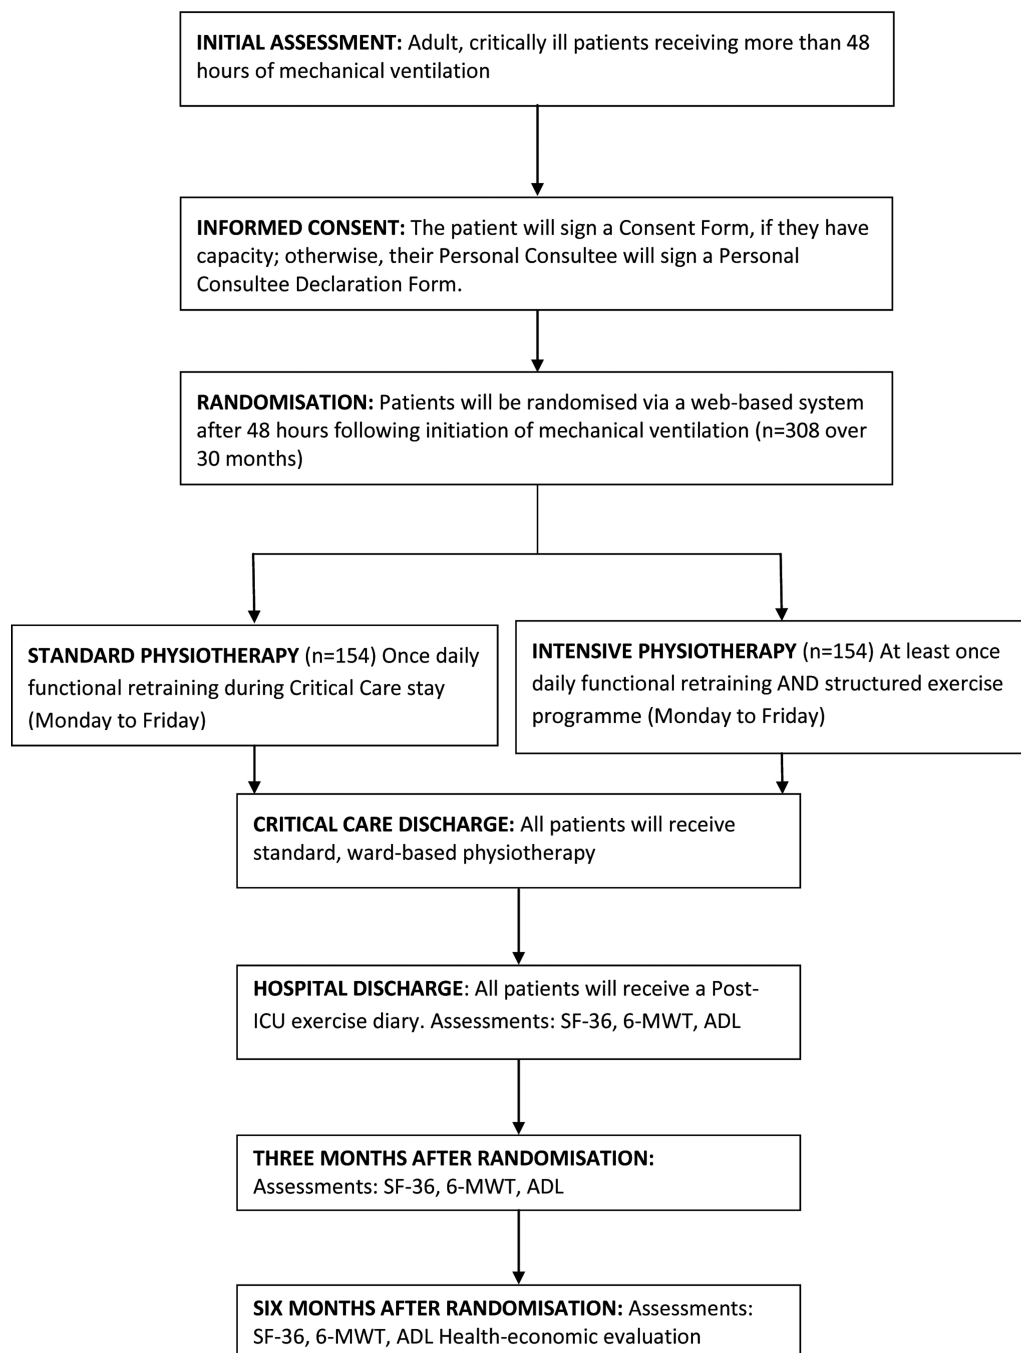 INITIAL ASSESSMENT: Adult, critically ill patients receiving more than 48
hours of mechanical ventilation
INFORMED CONSENT: The patient will sign a Consent Form, if they have
capacity; otherwise, their Personal Consultee will sign a Personal
Consultee Declaration Form.
RANDOMISATION: Patients will be randomised via a web-based system
after 48 hours following initiation of mechanical ventilation (n=308 over
30 months)
STANDARD PHYSIOTHERAPY (n=154) Once daily
functional retraining during Critical Care stay
(Monday to Friday)
INTENSIVE PHYSIOTHERAPY (n=154) At least once
daily functional retraining AND structured exercise
programme (Monday to Friday)
CRITICAL CARE DISCHARGE: All patients will receive
standard, ward-based physiotherapy
HOSPITAL DISCHARGE: All patients will receive a Post-
ICU exercise diary. Assessments: SF-36, 6-MWT, ADL
THREE MONTHS AFTER RANDOMISATION:
Assessments: SF-36, 6-MWT, ADL
SIX MONTHS AFTER RANDOMISATION: Assessments:
SF-36, 6-MWT, ADL Health-economic evaluation